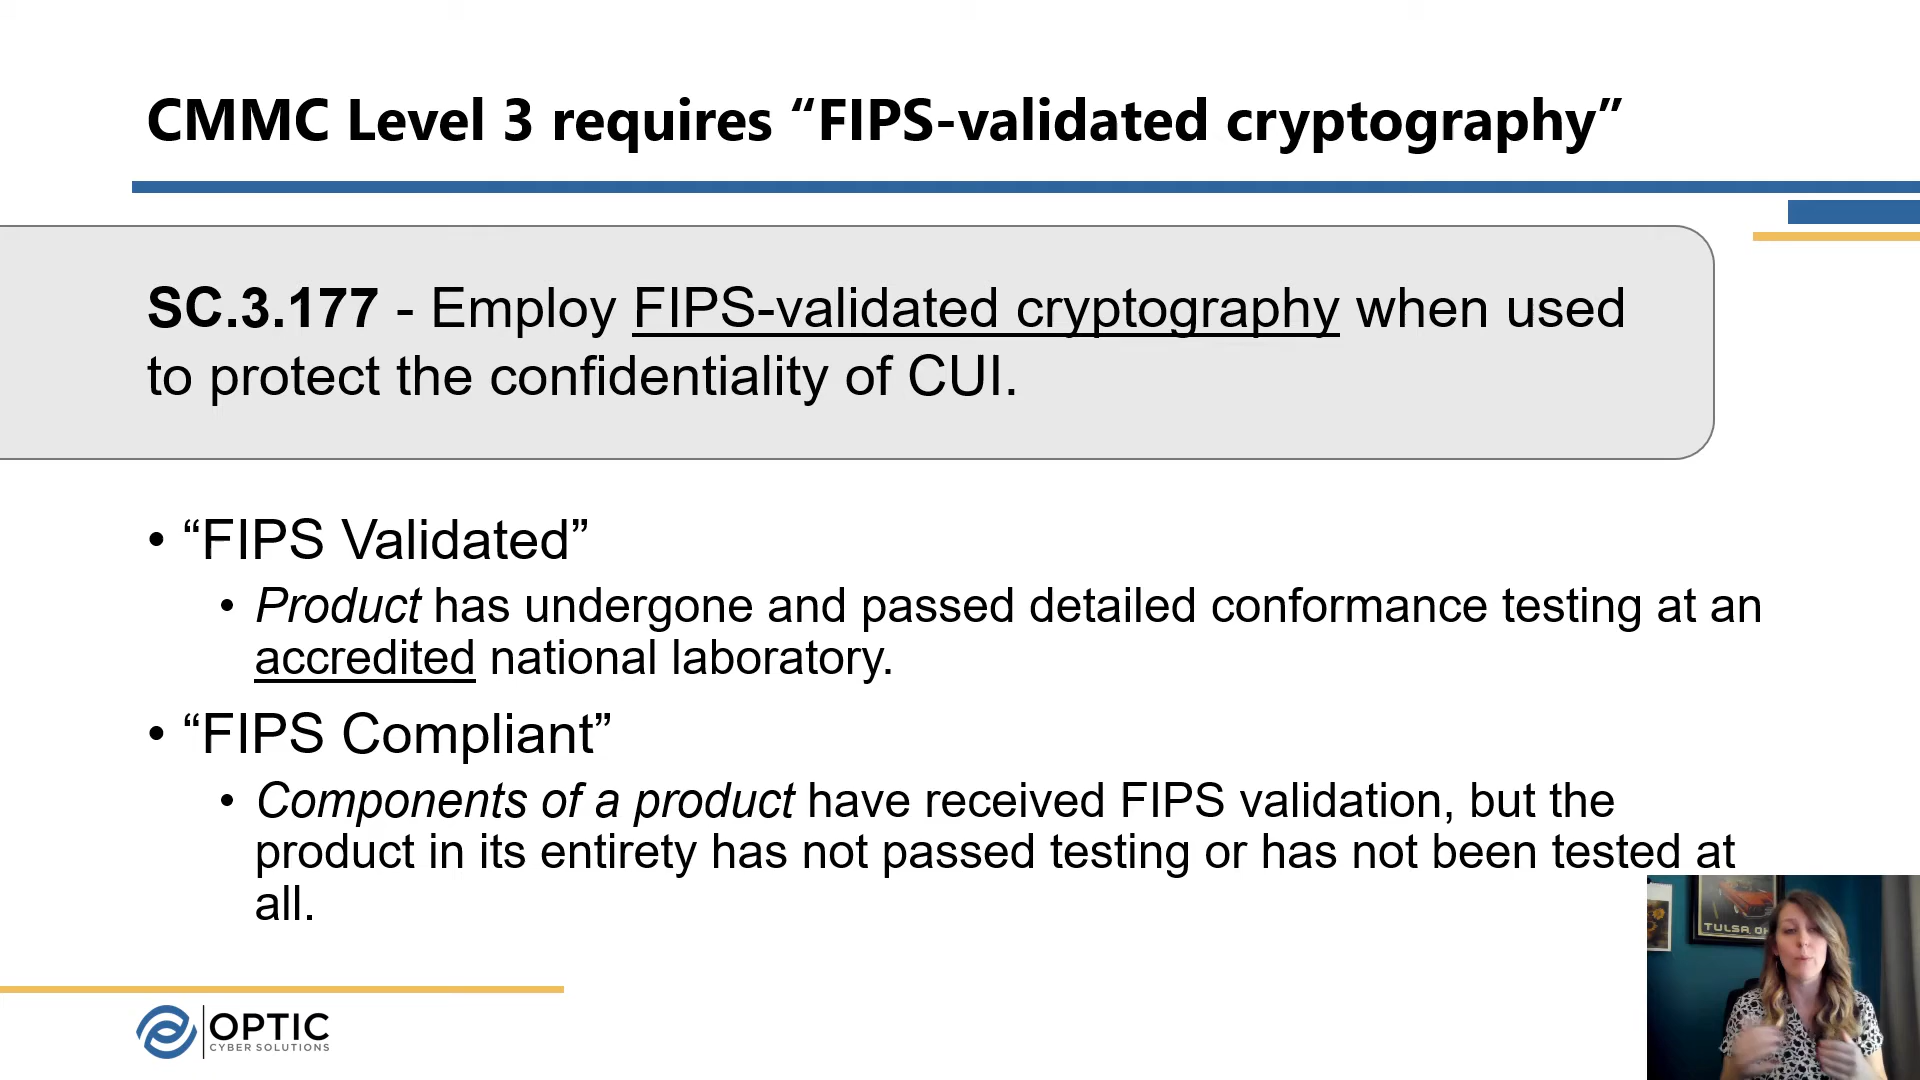 CMMC Level 3 requires “FIPS-validated cryptography”
SC.3.177 - Employ FIPS-validated cryptography when used
to protect the confidentiality of CUI.
• “FIPS Validated”
• Product has undergone and passed detailed conformance testing at an
accredited national laboratory.
• “FIPS Compliant”
• Components of a product have received FIPS validation, but the
product in its entirety has not passed testing or has not been tested at
all.
TULSA
OPTIC
CYBER SOLUTIONS